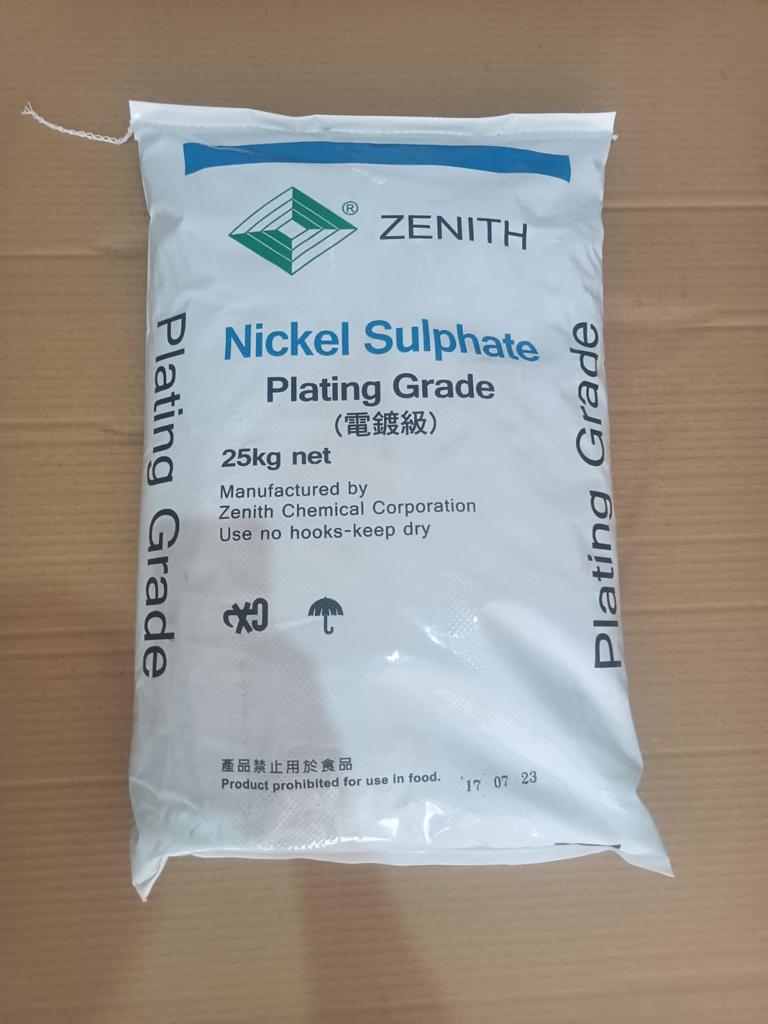 ®
ZENITH
Nickel Sulphate
Plating Grade
(電鍍級)
25kg net
Manufactured by
Zenith Chemical Corporation
Use no hooks-keep dry
產品禁止用於食品
Product prohibited for use in food.
'17 07 23
Plating Grade
Plating Grade